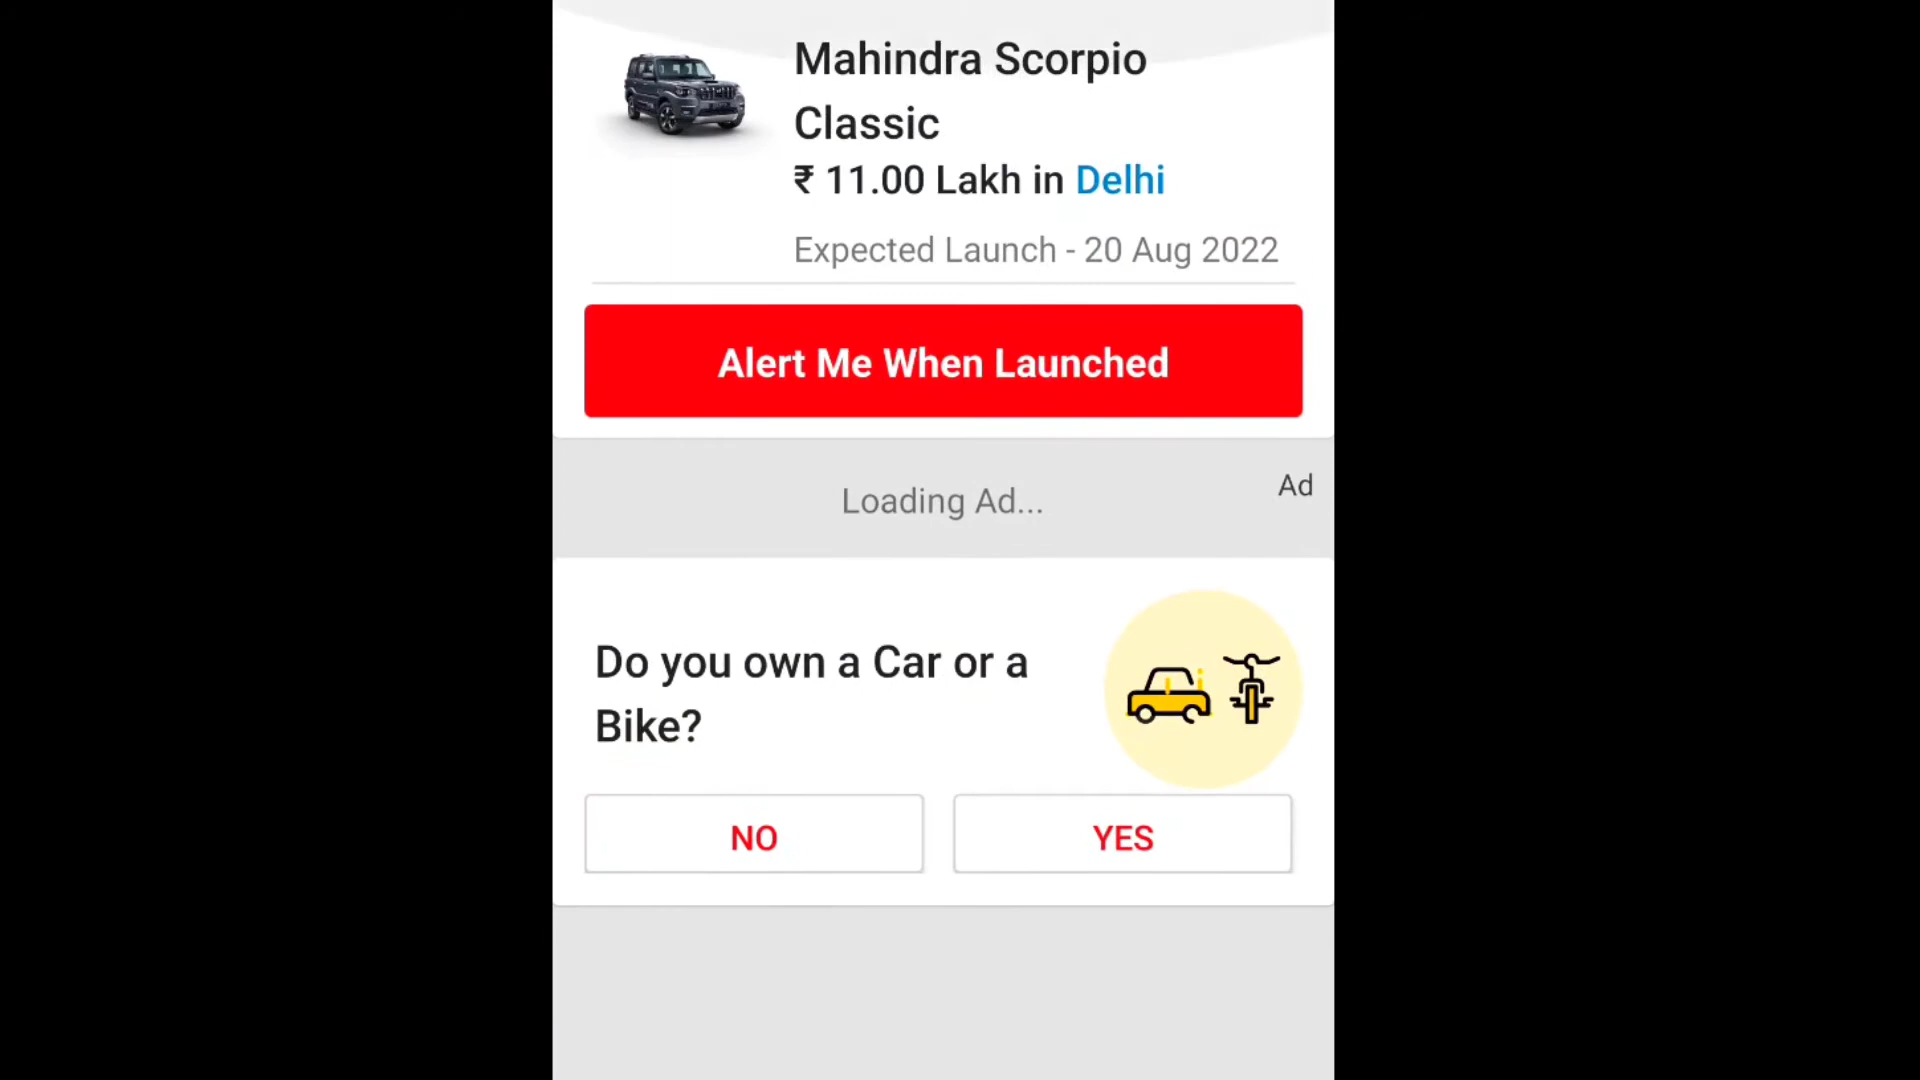 Mahindra Scorpio
Classic
₹ 11.00 Lakh in Delhi
Expected Launch - 20 Aug 2022
Alert Me When Launched
Ad
Loading Ad...
Do you own a Car or a
Bike?
NO
YES